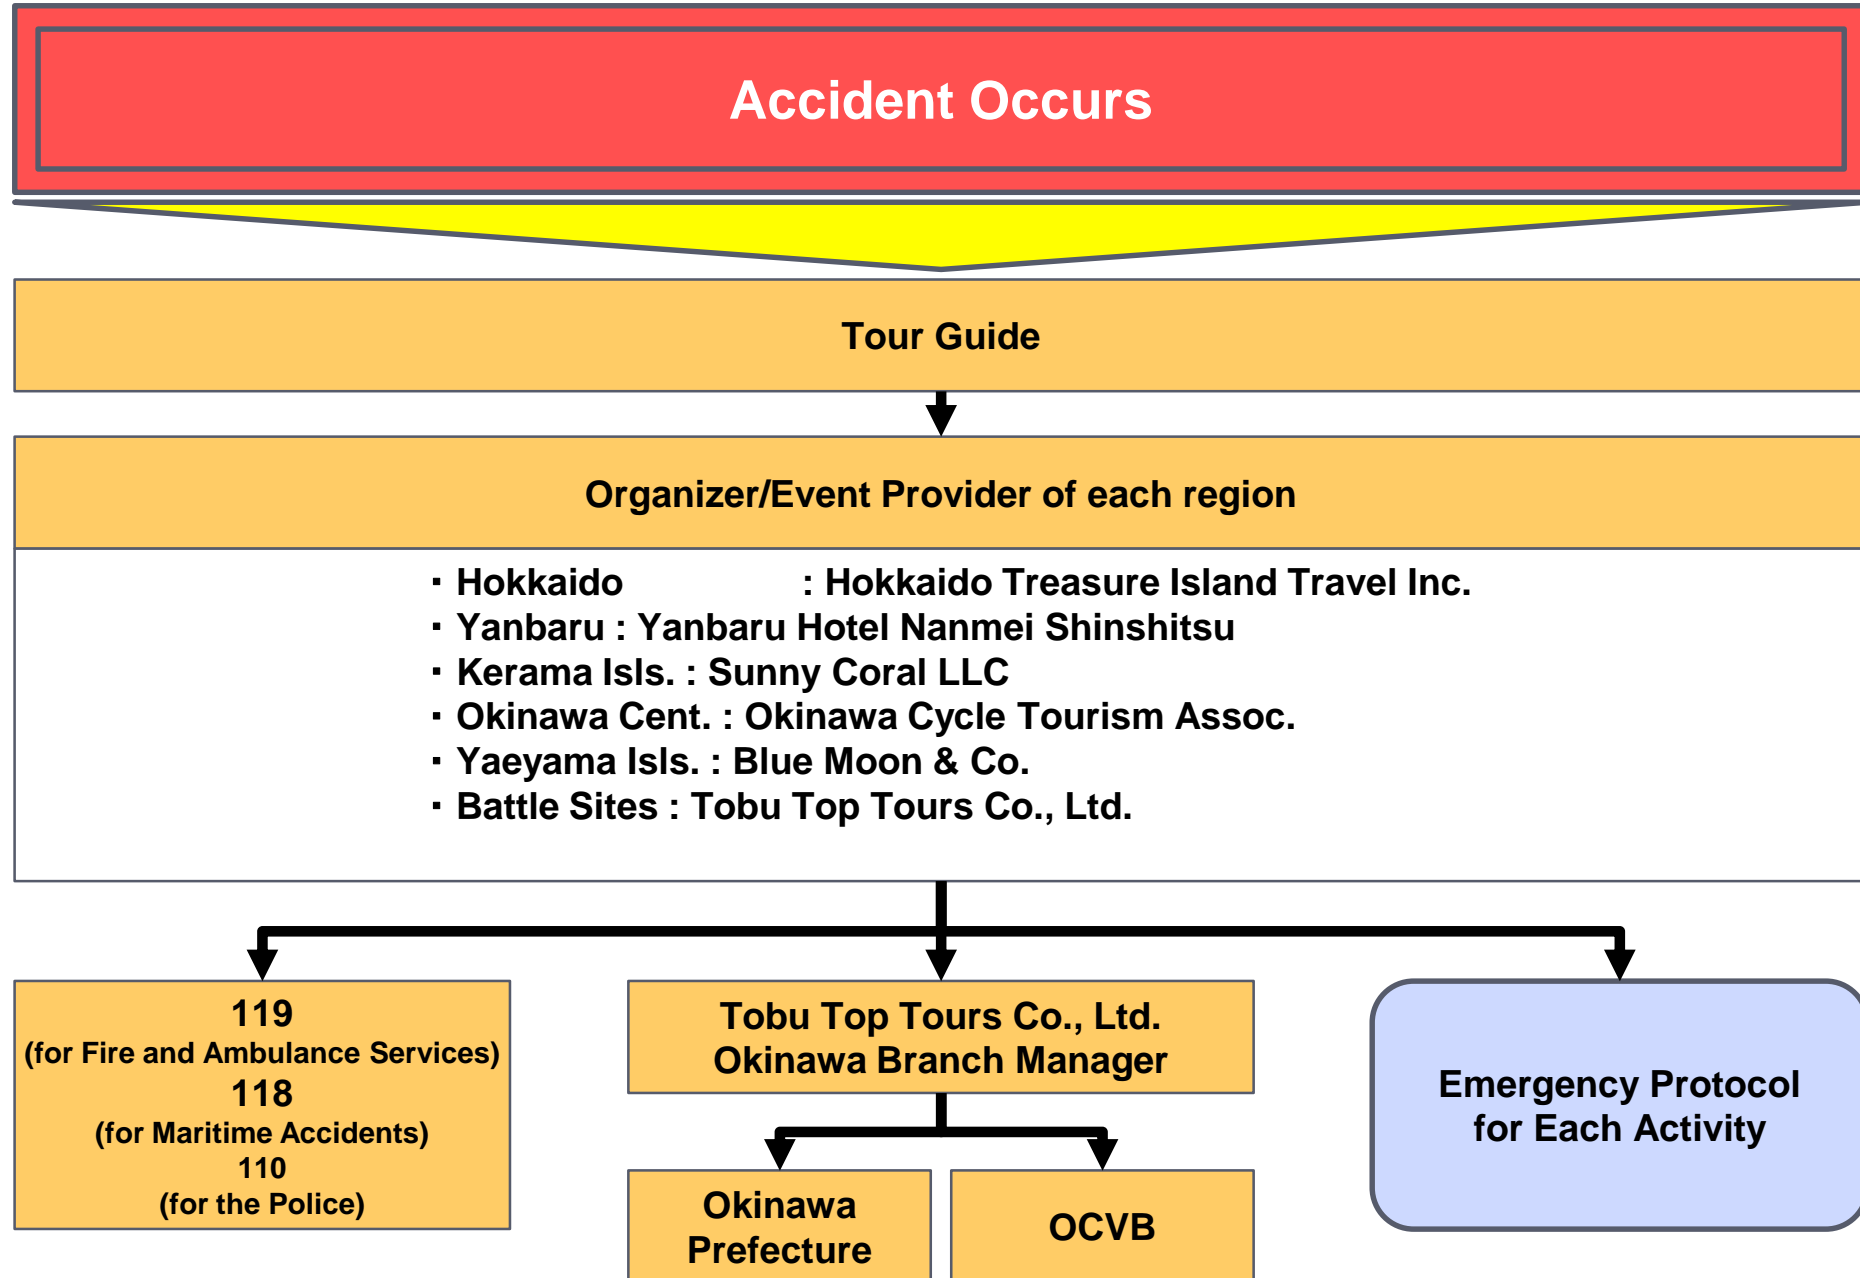 Accident Occurs
Tour Guide
Organizer/Event Provider of each region
・Hokkaido : Hokkaido Treasure Island Travel Inc.
・Yanbaru : Yanbaru Hotel Nanmei Shinshitsu
・Kerama Isls. : Sunny Coral LLC
・Okinawa Cent. : Okinawa Cycle Tourism Assoc.
・Yaeyama Isls. : Blue Moon & Co.
・Battle Sites : Tobu Top Tours Co., Ltd.
119
(for Fire and Ambulance Services)
118
(for Maritime Accidents)
110
(for the Police)
Tobu Top Tours Co., Ltd.
Okinawa Branch Manager
Okinawa
Prefecture
OCVB
Emergency Protocol
for Each Activity